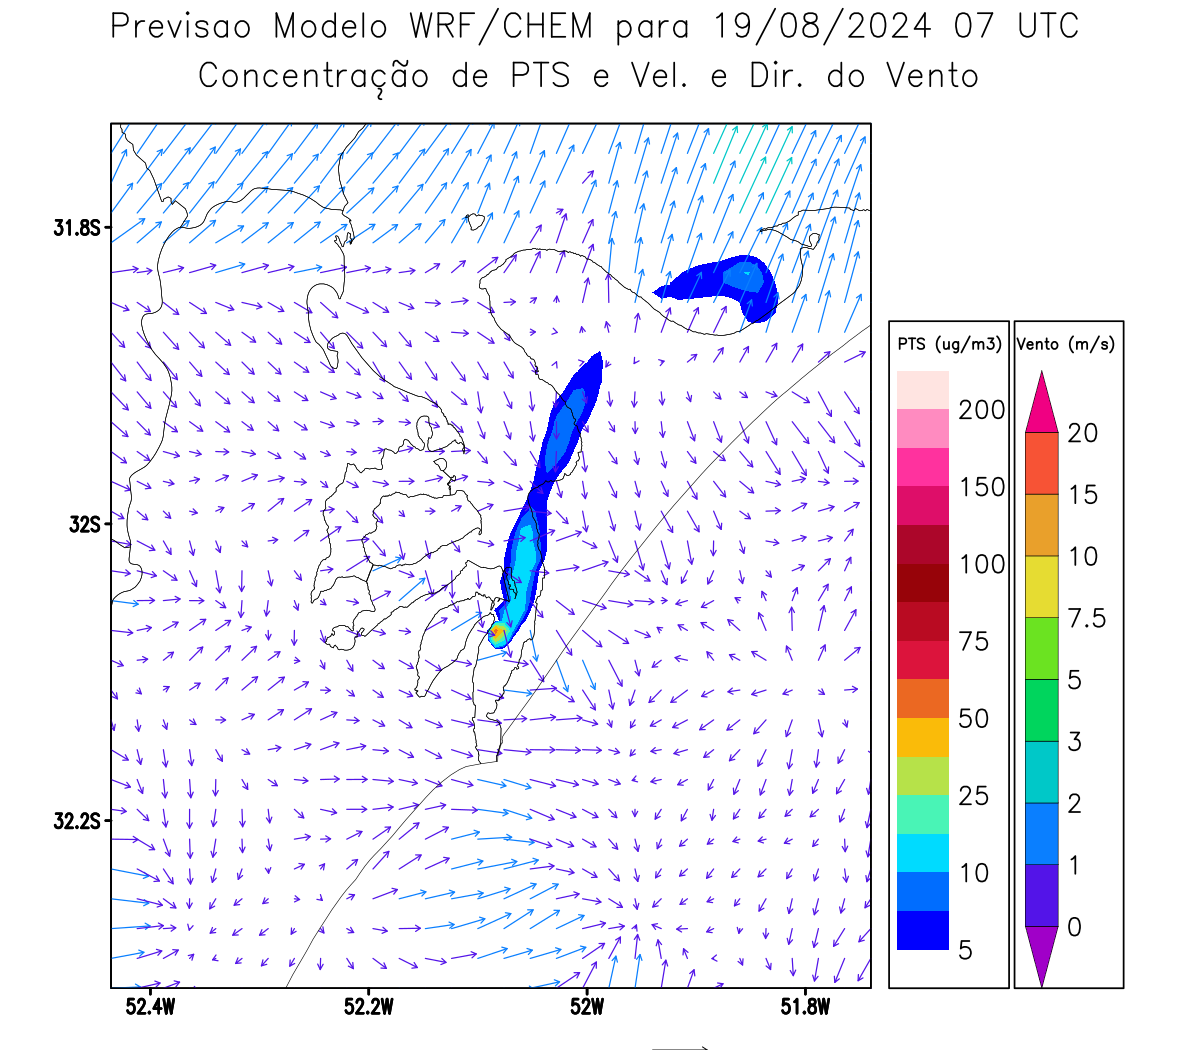 Previsao Modelo WRF/CHEM para 19/08/2024 07 UTC
Concentração de PTS e Vel. e Dir. do Vento
31.8S
32S
32.2S
52.4W 52.2W 52W 51.8W
PTS (ug/m3)
200
150
100
75
50
25
10
5
Vento (m/s)
20
15
10
7.5
5
3
2
1
0